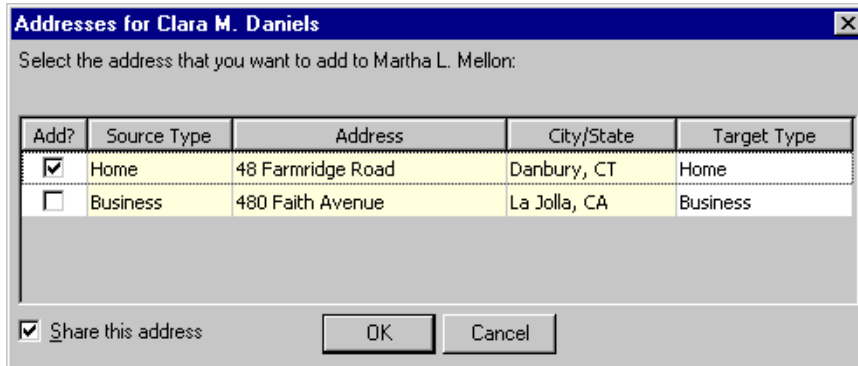 Addresses for Clara M. Daniels
Select the address that you want to add to Martha L. Mellon:
Add? Source Type Address City/State Target Type
Home 48 Farmridge Road Danbury, CT Home
Business 480 Faith Avenue La Jolla, CA Business
Share this address OK Cancel